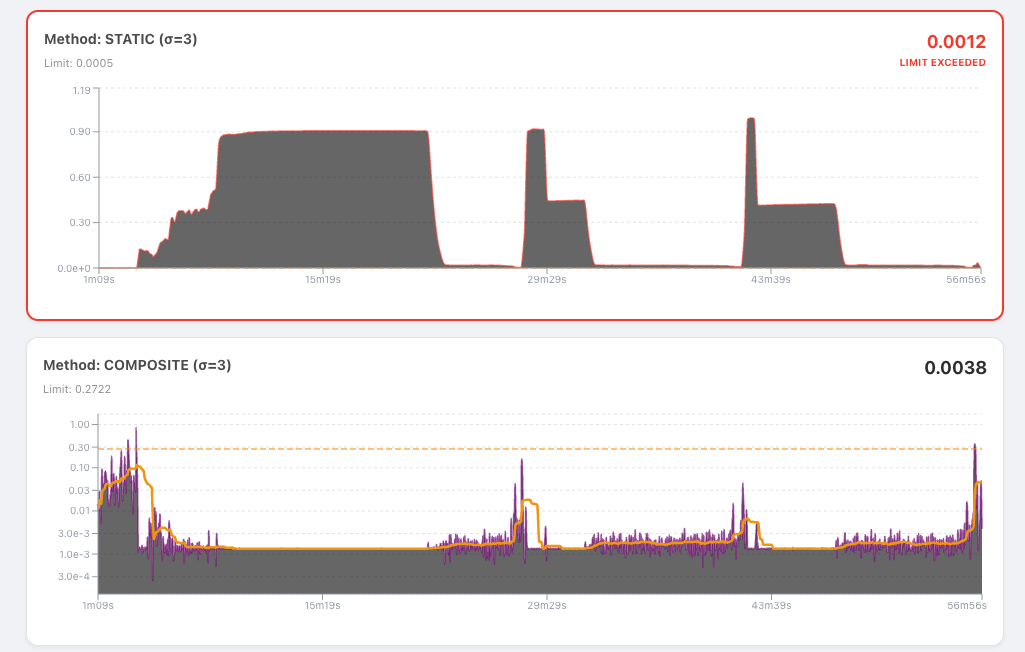 Method: STATIC (σ=3)
0.0012
Limit: 0.0005
LIMIT EXCEEDED
1.19
0.90
0.60
0.30
0.0e+0
1m09s
15m19s
29m29s
43m39s
56m56s
Method: COMPOSITE (σ=3)
0.0038
Limit: 0.2722
1.00
0.30
0.10
0.03
0.01
3.0e-3
1.0e-3
3.0e-4
1m09s
15m19s
29m29s
43m39s
56m56s